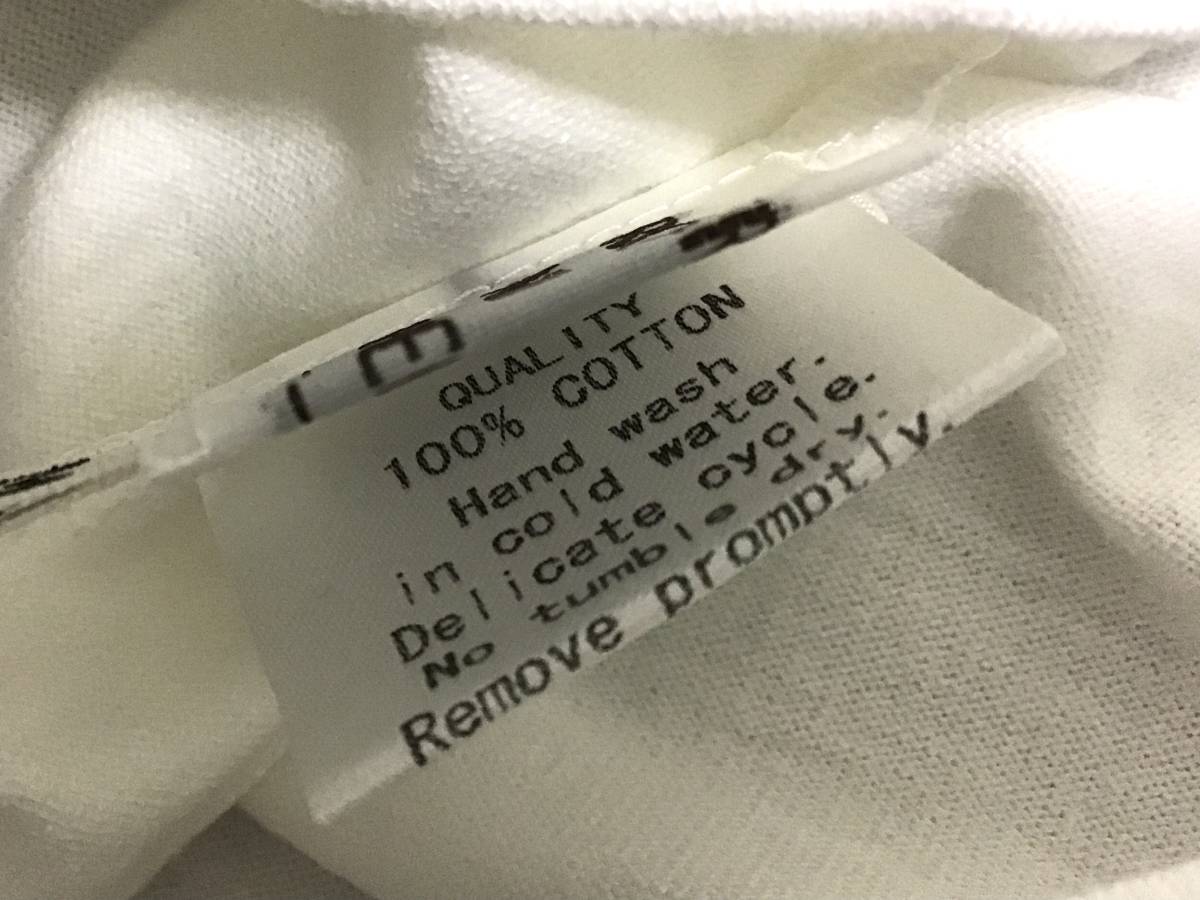 QUALITY
100% COTTON
Hand wash
in cold water.
Delicate cycle.
No tumble dry.
Remove promptly.